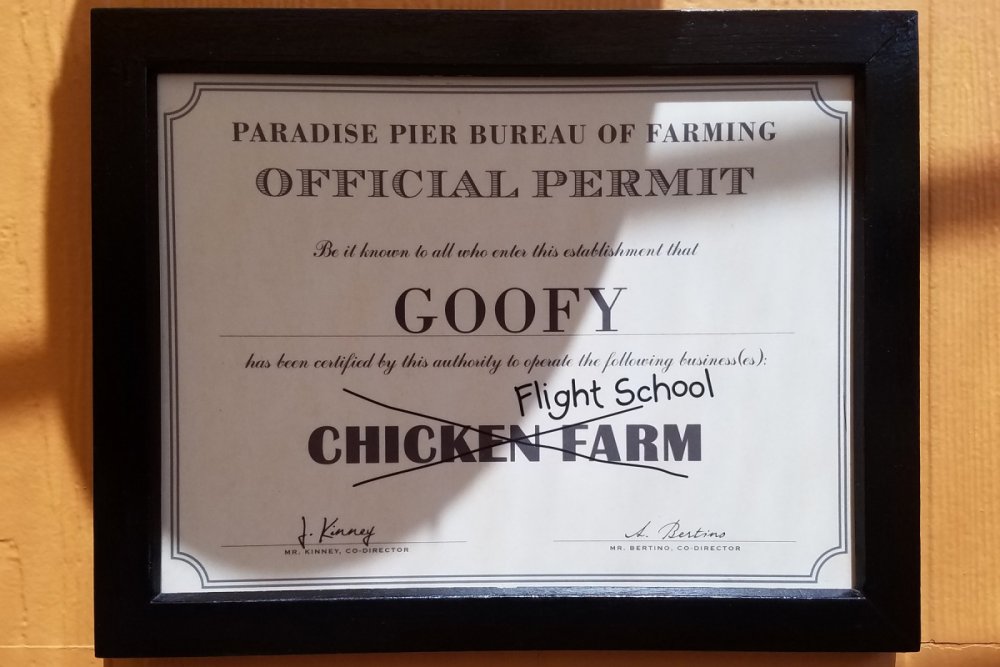 PARADISE PIER BUREAU OF FARMING
OFFICIAL PERMIT
Be it known to all who enter this establishment that
GOOFY
has been certified by this authority to operate the following business(es):
Flight School
CHICKEN FARM
J. Kinney
A. Bertino
MR. KINNEY, CO-DIRECTOR
MR. BERTINO, CO-DIRECTOR